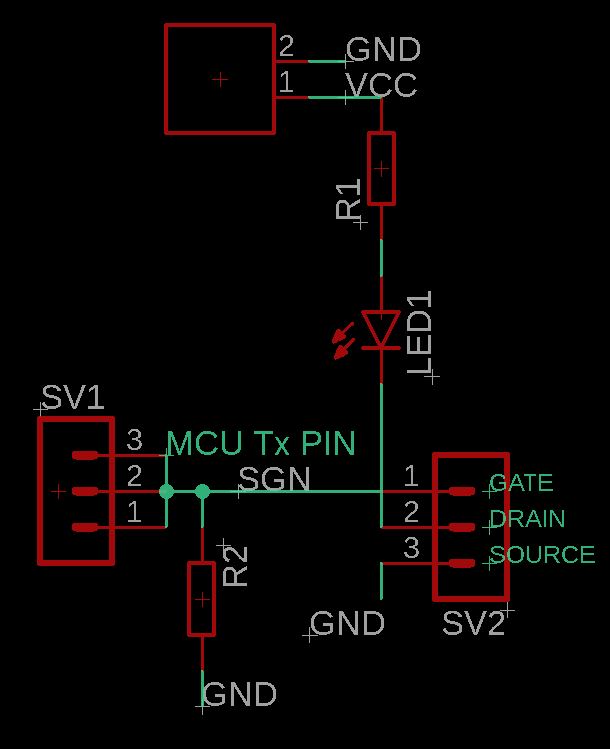 2 GND
1 VCC
R1
LED1
SV1
3 MCU Tx PIN
2 SGN
1
1 GATE
2 DRAIN
3 SOURCE
R2
GND
SV2
GND